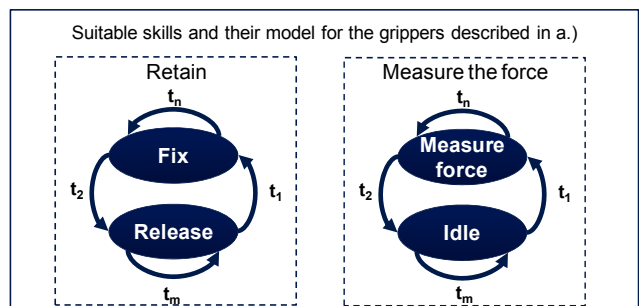 Suitable skills and their model for the grippers described in a.)
Retain
tn
Fix
t2
t1
Release
tm
Measure the force
tn
Measure
force
t2
t1
Idle
tm